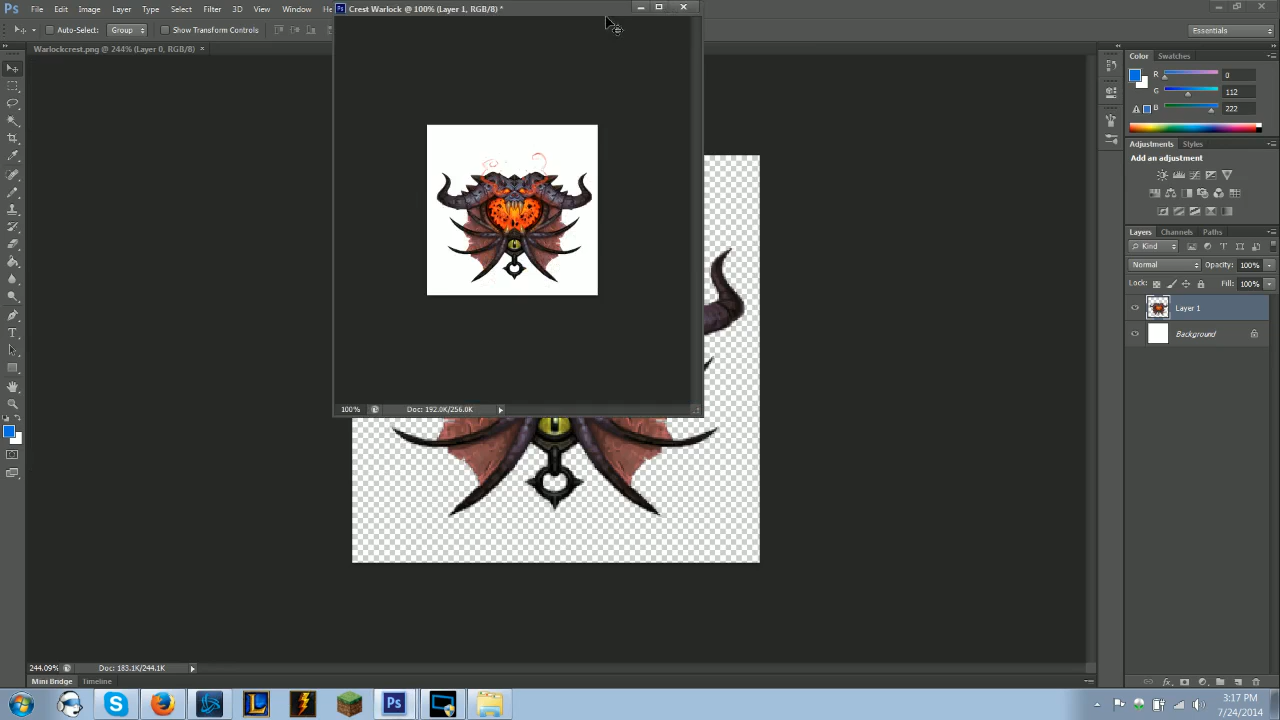 Ps File Edit Image Layer Type Select Filter 3D View Window
Crest Warlock @ 100% (Layer 1, RGB/8) *
Auto-Select: Group Show Transform Controls
Essentials
Warlockcrest.png @ 244% (Layer 0, RGB/8) ×
Color Swatches
R 0
G 112
B 222
Adjustments Styles
Add an adjustment
Layers Channels Paths
Kind
Normal Opacity: 100%
Lock: Fill: 100%
Layer 1
Background
100% Doc: 192.0K/256.0K
244.09% Doc: 183.1K/244.1K
Mini Bridge Timeline
3:17 PM
7/24/2014